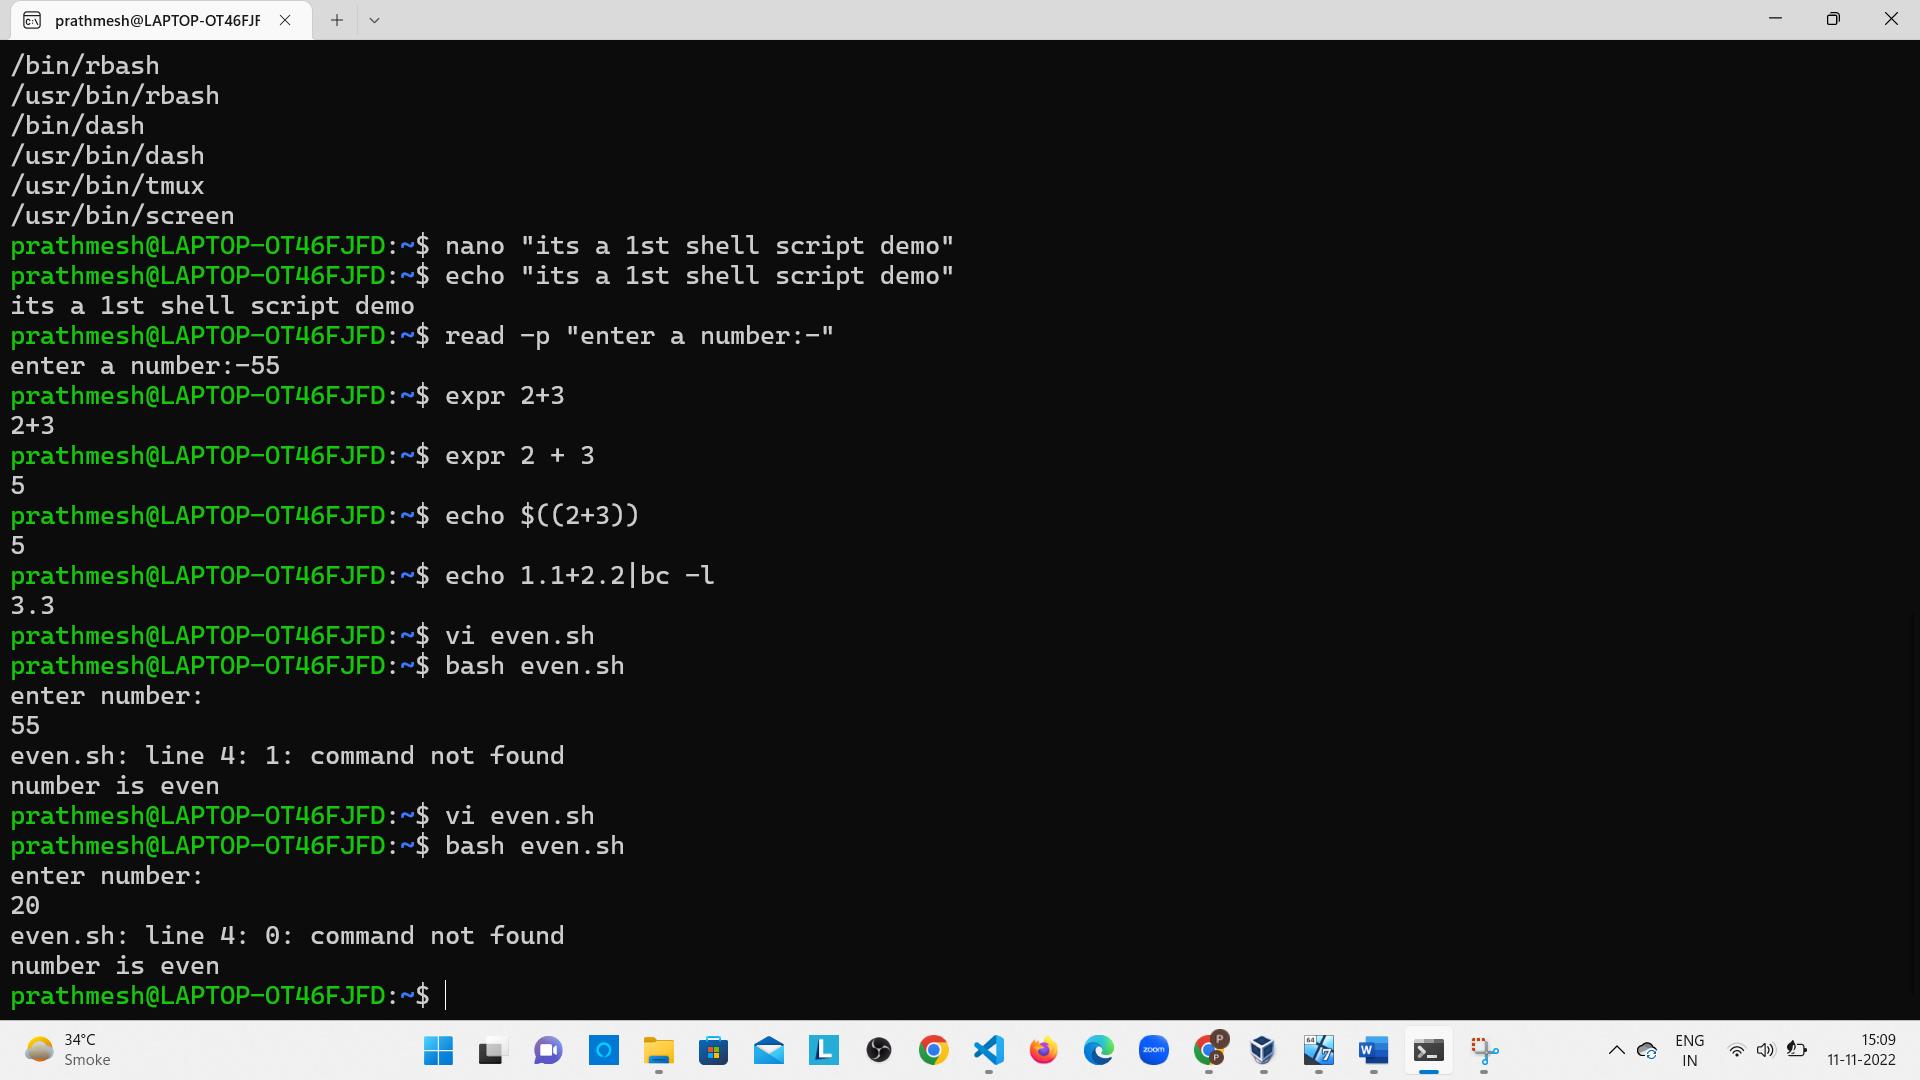 prathmesh@LAPTOP-OT46FJF
/bin/rbash
/usr/bin/rbash
/bin/dash
/usr/bin/dash
/usr/bin/tmux
/usr/bin/screen
prathmesh@LAPTOP-OT46FJFD:~$ nano "its a 1st shell script demo"
prathmesh@LAPTOP-OT46FJFD:~$ echo "its a 1st shell script demo"
its a 1st shell script demo
prathmesh@LAPTOP-OT46FJFD:~$ read -p "enter a number:-"
enter a number:-55
prathmesh@LAPTOP-OT46FJFD:~$ expr 2+3
2+3
prathmesh@LAPTOP-OT46FJFD:~$ expr 2 + 3
5
prathmesh@LAPTOP-OT46FJFD:~$ echo $((2+3))
5
prathmesh@LAPTOP-OT46FJFD:~$ echo 1.1+2.2|bc -l
3.3
prathmesh@LAPTOP-OT46FJFD:~$ vi even.sh
prathmesh@LAPTOP-OT46FJFD:~$ bash even.sh
enter number:
55
even.sh: line 4: 1: command not found
number is even
prathmesh@LAPTOP-OT46FJFD:~$ vi even.sh
prathmesh@LAPTOP-OT46FJFD:~$ bash even.sh
enter number:
20
even.sh: line 4: 0: command not found
number is even
prathmesh@LAPTOP-OT46FJFD:~$
34°C
Smoke
L
zoom
P
P
64
7
W
ENG
IN
15:09
11-11-2022